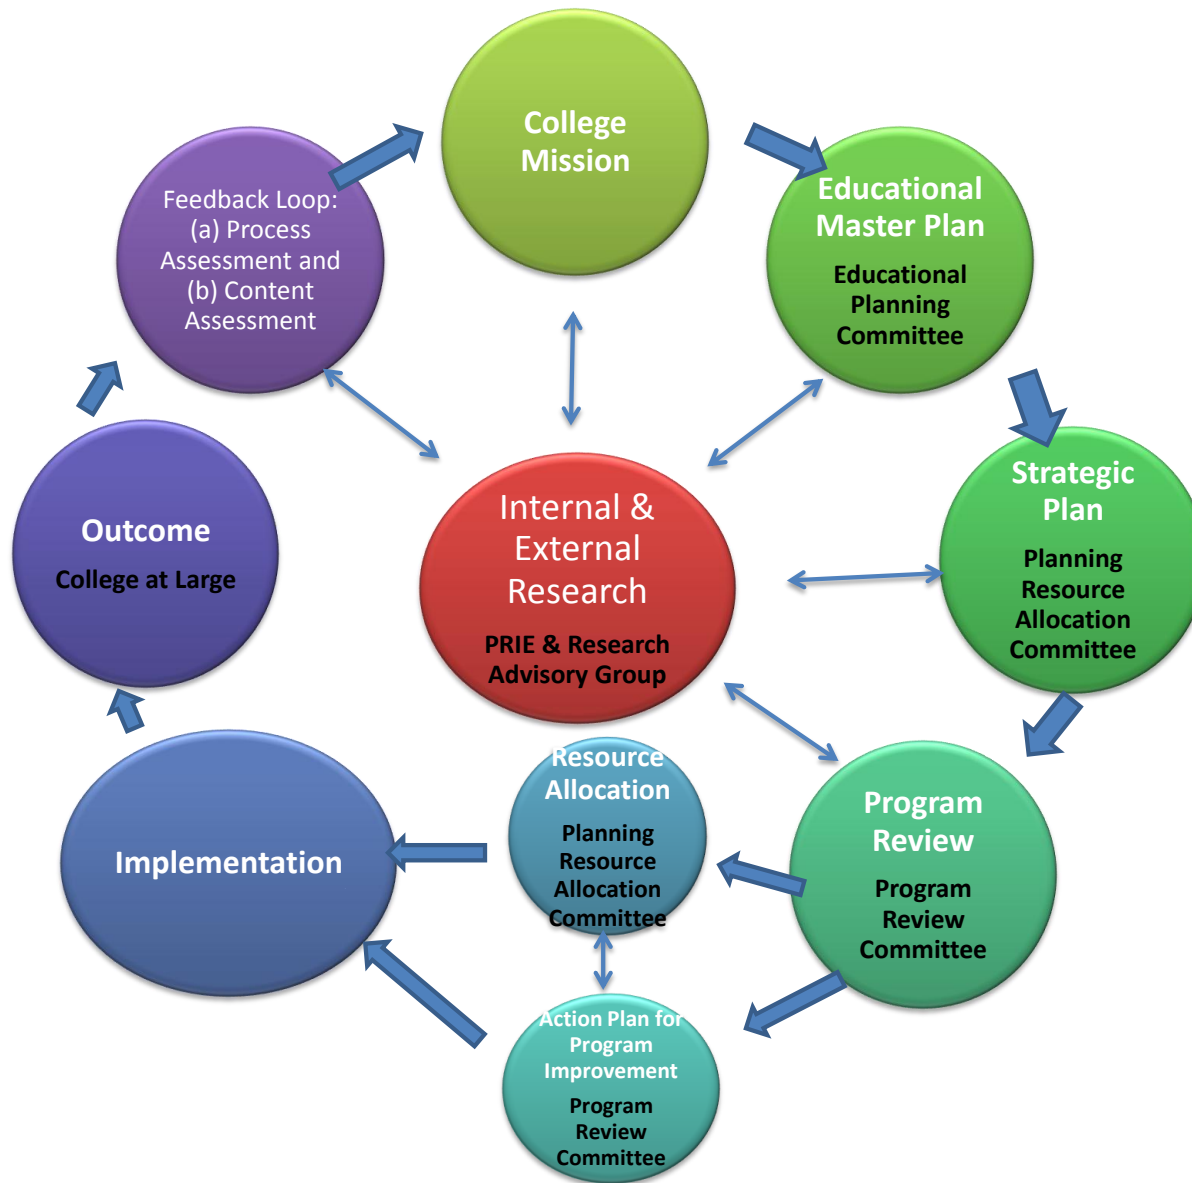 College
Mission
Educational
Master Plan
Educational
Planning
Committee
Strategic
Plan
Planning
Resource
Allocation
Committee
Program
Review
Program
Review
Committee
Resource
Allocation
Planning
Resource
Allocation
Committee
Action Plan for
Program
Improvement
Program
Review
Committee
Implementation
Outcome
College at Large
Feedback Loop:
(a) Process
Assessment and
(b) Content
Assessment
Internal &
External
Research
PRIE & Research
Advisory Group